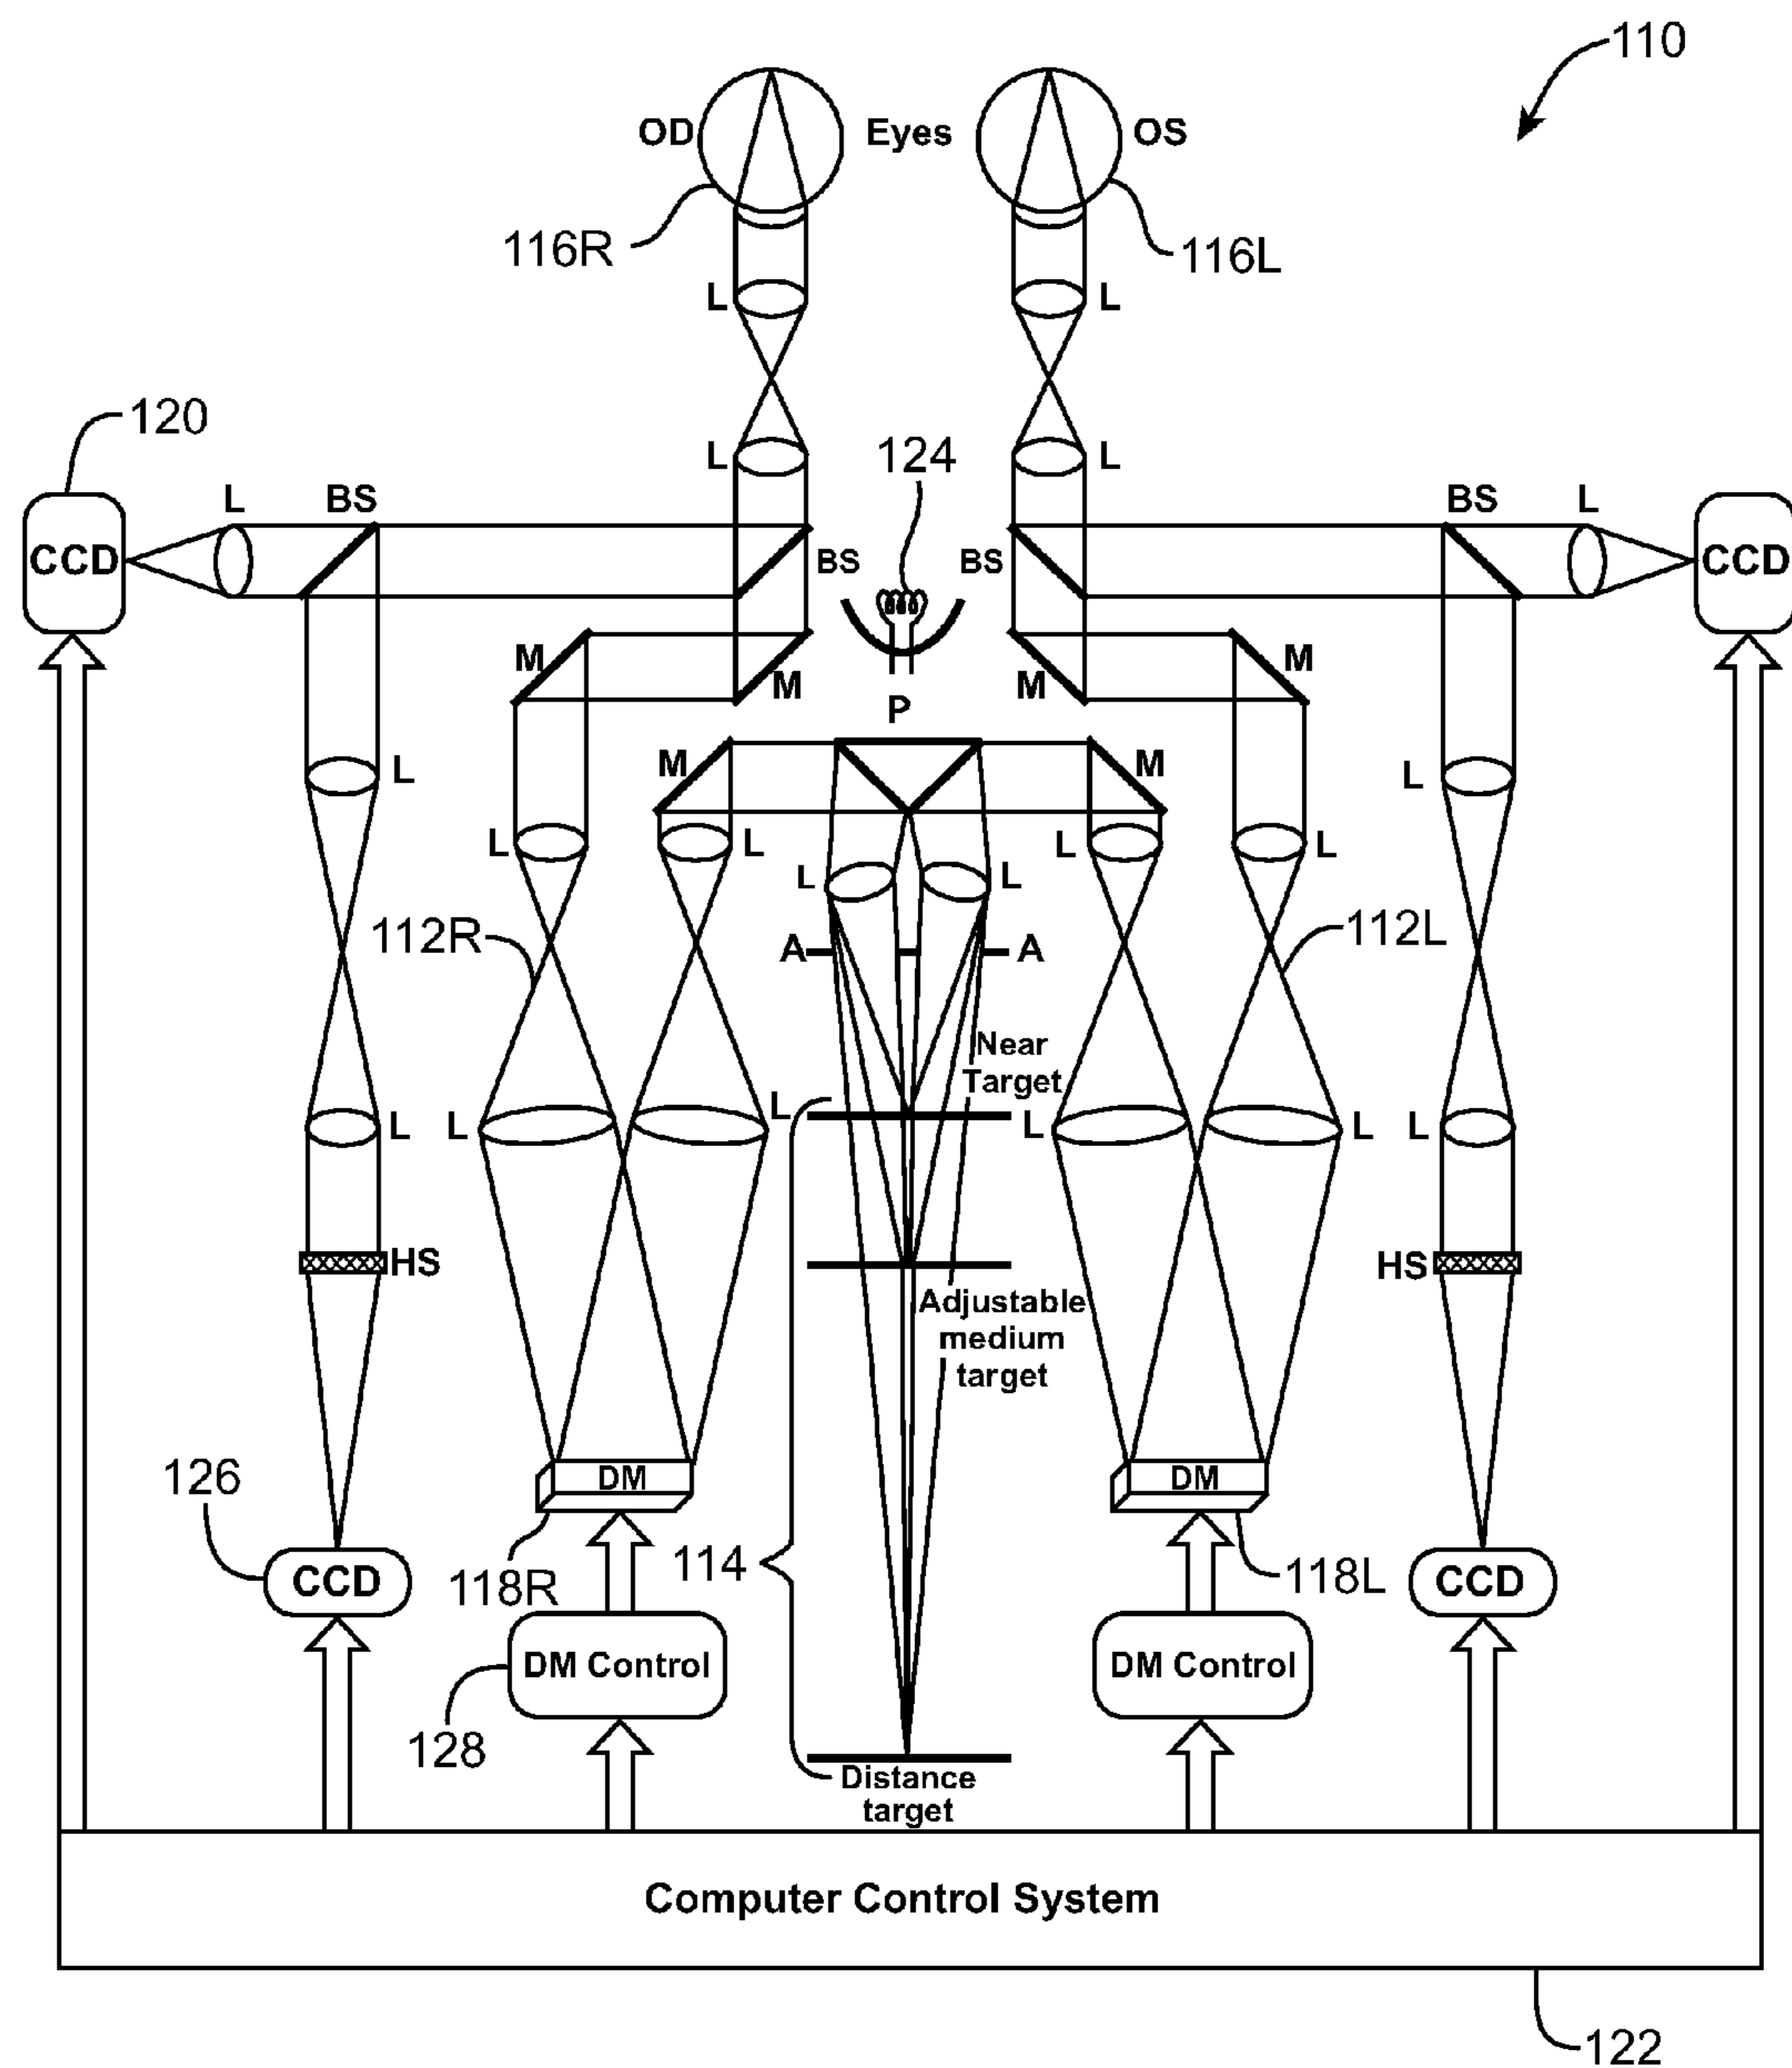 110
OD
Eyes
OS
116R
116L
L
L
120
124
L
L
L
BS
BS
L
CCD
BS
BS
CCD
M
M
M
M
P
M
M
L
L
L
L
L
L
L
L
112R
112L
A
A
Near
Target
L
L
L
L
L
L
HS
HS
Adjustable
medium
target
126
DM
DM
114
118R
118L
CCD
CCD
DM Control
DM Control
128
Distance
target
Computer Control System
122